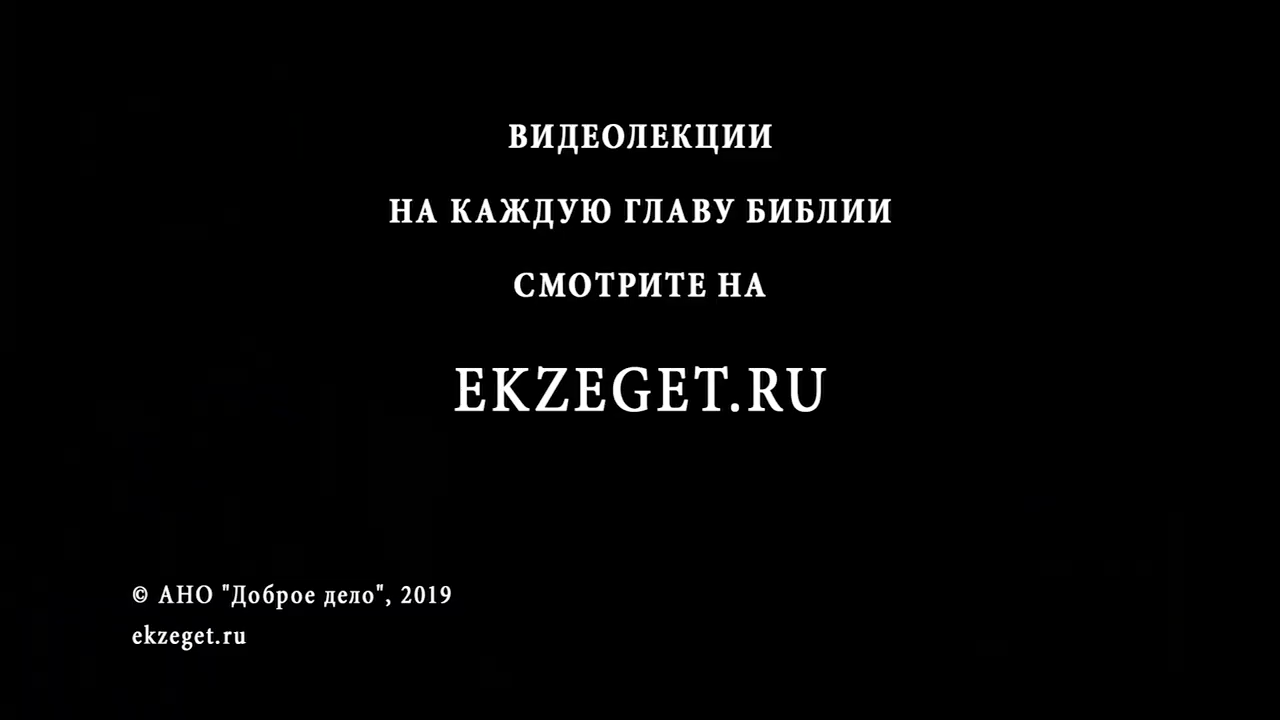 ВИДЕОЛЕКЦИИ
НА КАЖДУЮ ГЛАВУ БИБЛИИ
СМОТРИТЕ НА
EKZEGET.RU
© АНО "Доброе дело", 2019
ekzeget.ru